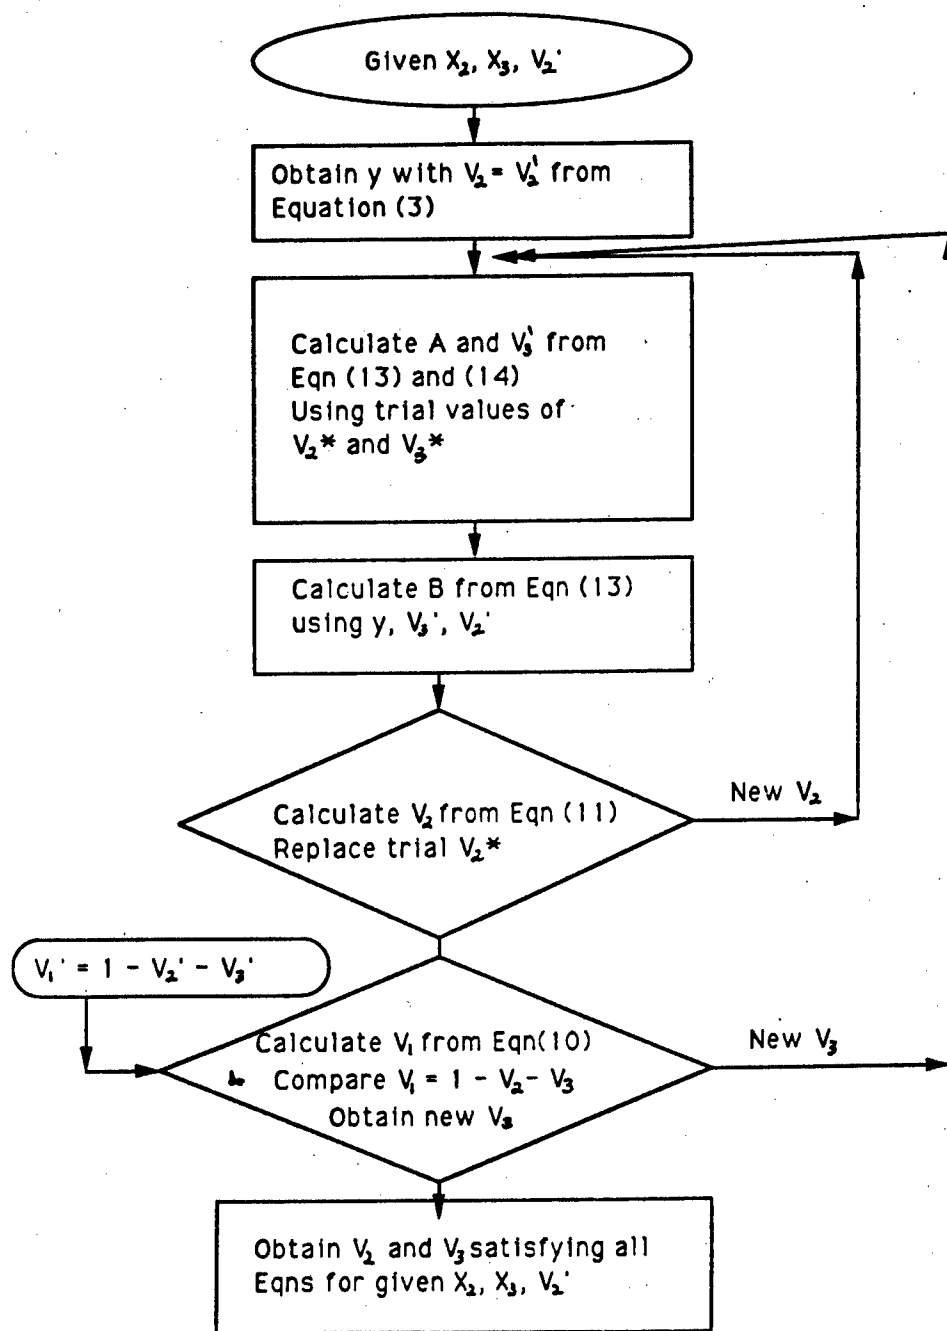 Given X₂, X₃, V₂'
Obtain y with V₂ = V₂' from
Equation (3)
Calculate A and V₃' from
Eqn (13) and (14)
Using trial values of
V₂* and V₃*
Calculate B from Eqn (13)
using y, V₃', V₂'
New V₂
Calculate V₂ from Eqn (11)
Replace trial V₂*
V₁' = 1 - V₂' - V₃'
New V₃
Calculate V₁ from Eqn(10)
Compare V₁ = 1 - V₂ - V₃
Obtain new V₃
Obtain V₂ and V₃ satisfying all
Eqns for given X₂, X₃, V₂'